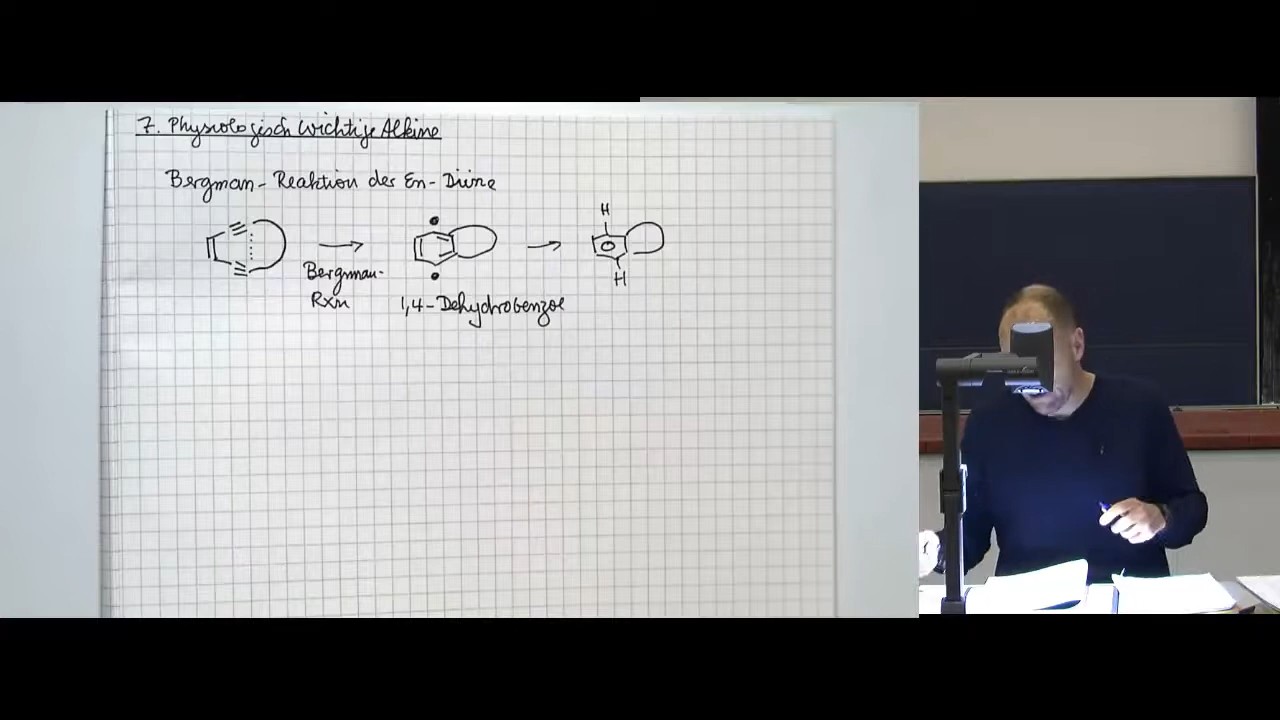 7. Physiologisch wichtige Alkine
Bergman-Reaktion der En-Diine
H
H
Bergman-
Rxn
1,4-Dehydrobenzol